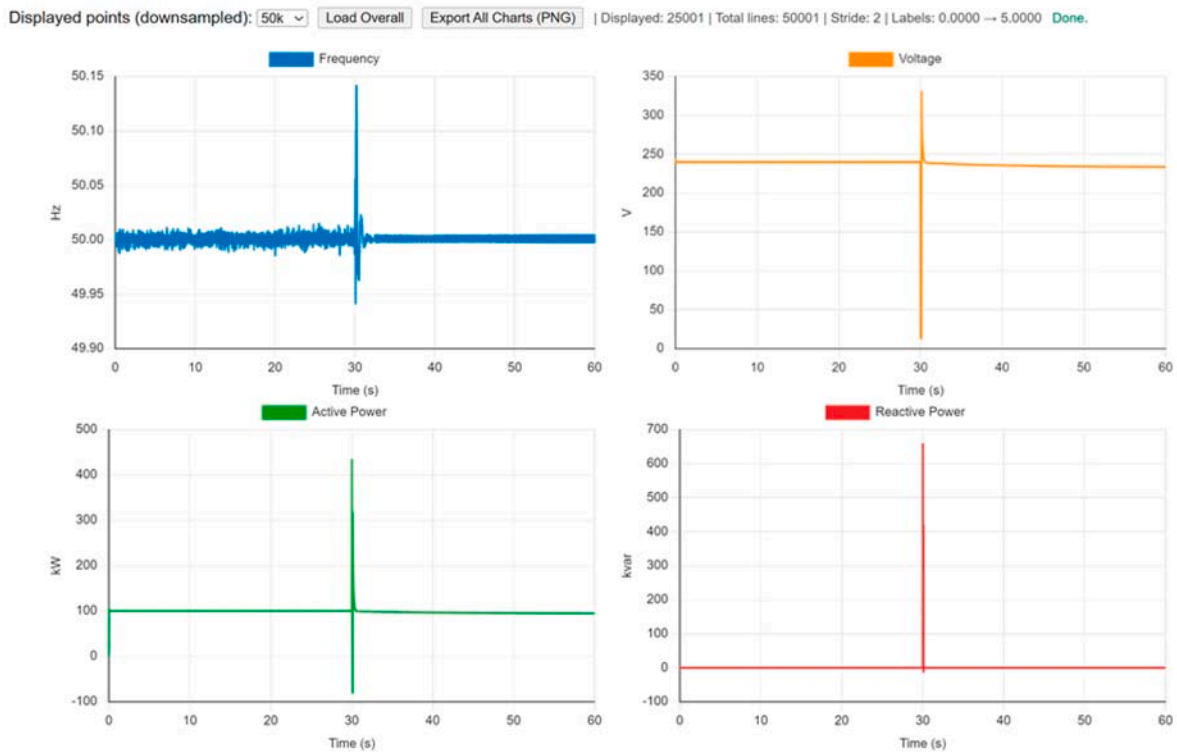 Displayed points (downsampled): 50k Load Overall Export All Charts (PNG) | Displayed: 25001 | Total lines: 50001 | Stride: 2 | Labels: 0.0000 → 5.0000 Done.
Frequency
50.15
50.10
50.05
50.00
49.95
49.90
Hz
0 10 20 30 40 50 60
Time (s)
Voltage
350
300
250
200
150
100
50
0
V
0 10 20 30 40 50 60
Time (s)
Active Power
500
400
300
200
100
0
-100
kW
0 10 20 30 40 50 60
Time (s)
Reactive Power
700
600
500
400
300
200
100
0
-100
kvar
0 10 20 30 40 50 60
Time (s)